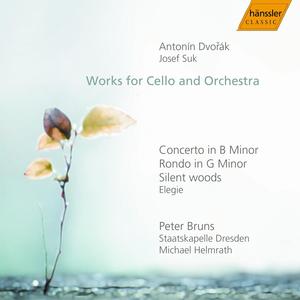 hänssler
CLASSIC
Antonín Dvořák
Josef Suk
Works for Cello and Orchestra
Concerto in B Minor
Rondo in G Minor
Silent woods
Elegie
Peter Bruns
Staatskapelle Dresden
Michael Helmrath